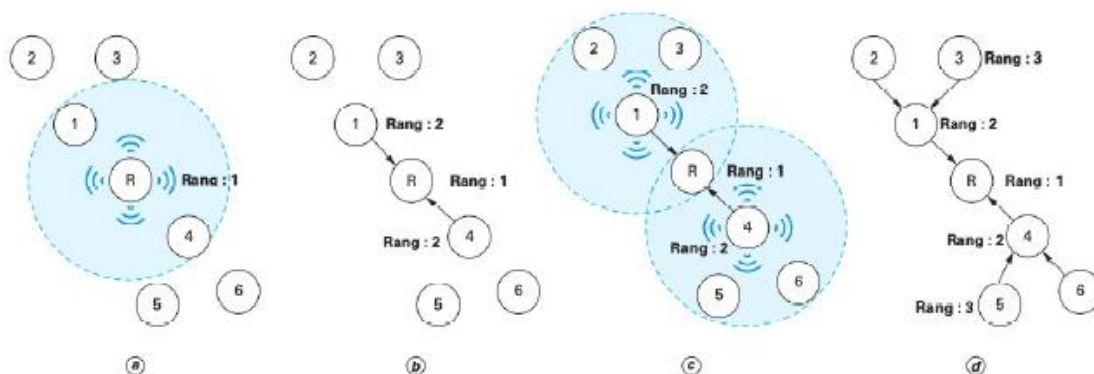 2 3
1
R Rang : 1
4
5 6
a
2 3
1 Rang : 2
R Rang : 1
Rang : 2 4
5 6
b
2 3
Rang : 2
1
R Rang : 1
4
Rang : 2
5 6
c
2 3 Rang : 3
1 Rang : 2
R Rang : 1
Rang : 2 4
Rang : 3 5 6
d